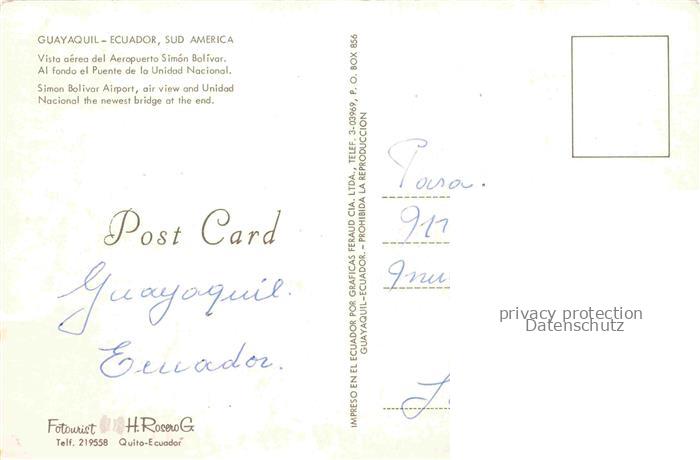 GUAYAQUIL – ECUADOR, SUD AMERICA
Vista aérea del Aeropuerto Simón Bolívar.
Al fondo el Puente de la Unidad Nacional.
Simon Bolivar Airport, air view and Unidad
Nacional the newest bridge at the end.
Post Card
Guayaquil.
Ecuador.
Fotourist H. Rosero G.
Telf. 219558 Quito-Ecuador
IMPRESO EN EL ECUADOR POR GRAFICAS FERAUD CIA. LTDA., TELEF. 3-03969, P. O. BOX 856
GUAYAQUIL-ECUADOR. - PROHIBIDA LA REPRODUCCION
Para.
privacy protection
Datenschutz